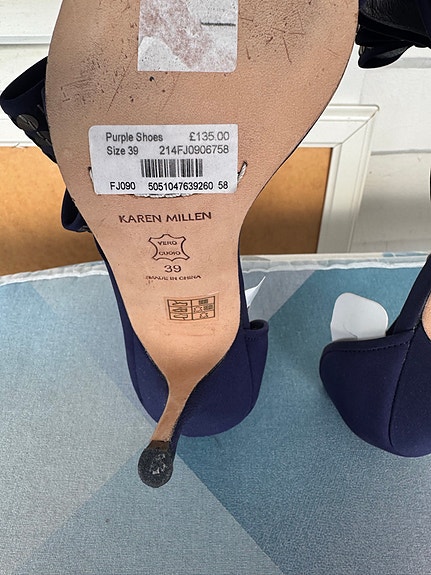 Purple Shoes £135.00
Size 39 214FJ0906758
FJ090 5051047639260 58
KAREN MILLEN
VERO
CUOIO
39
MADE IN CHINA